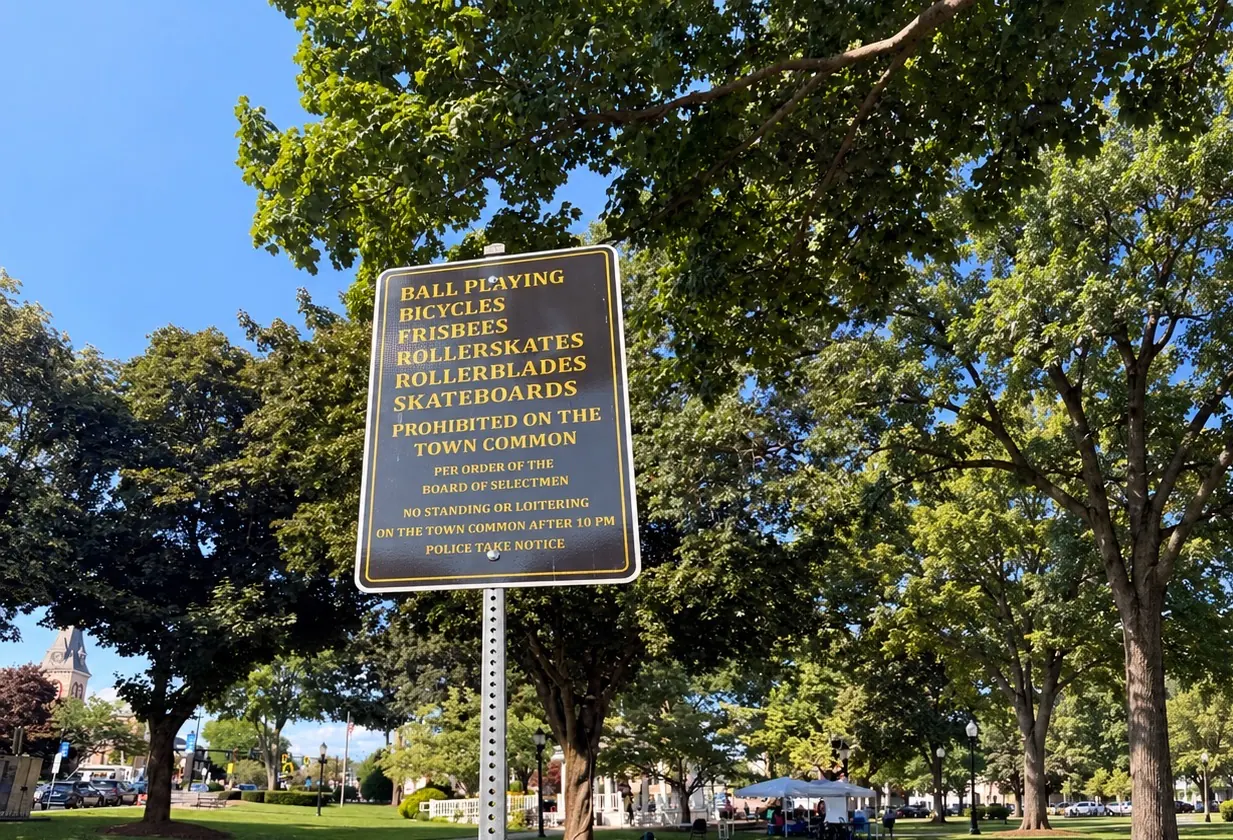 BALL PLAYING
BICYCLES
FRISBEES
ROLLERSKATES
ROLLERBLADES
SKATEBOARDS
PROHIBITED ON THE
TOWN COMMON
PER ORDER OF THE
BOARD OF SELECTMEN
NO STANDING OR LOITERING
ON THE TOWN COMMON AFTER 10 PM
POLICE TAKE NOTICE